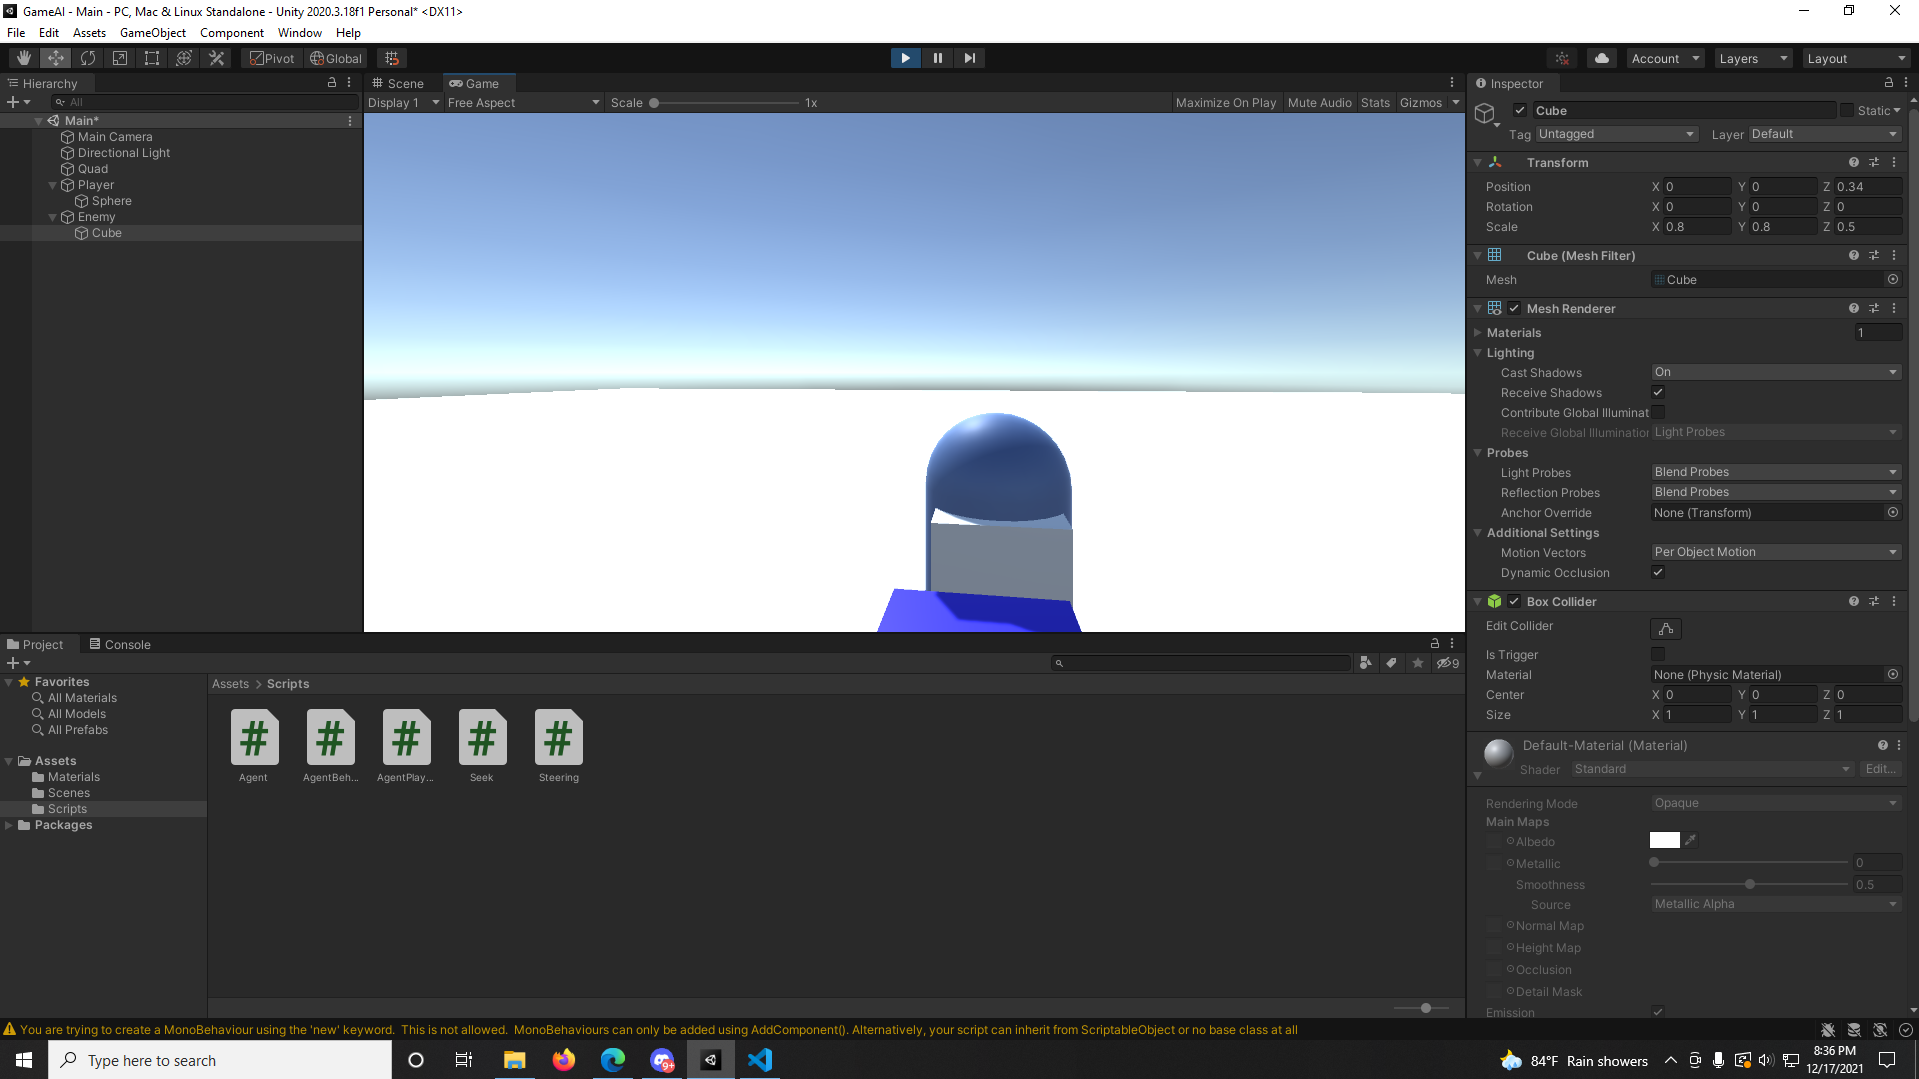 GameAI - Main - PC, Mac & Linux Standalone - Unity 2020.3.18f1 Personal* <DX11>
File Edit Assets GameObject Component Window Help
Pivot Global Account Layers Layout
Hierarchy
All
Main*
Main Camera
Directional Light
Quad
Player
Sphere
Enemy
Cube
Scene Game
Display 1 Free Aspect Scale 1x Maximize On Play Mute Audio Stats Gizmos
Inspector
Cube Static
Tag Untagged Layer Default
Transform
Position X 0 Y 0 Z 0.34
Rotation X 0 Y 0 Z 0
Scale X 0.8 Y 0.8 Z 0.5
Cube (Mesh Filter)
Mesh Cube
Mesh Renderer
Materials 1
Lighting
Cast Shadows On
Receive Shadows
Contribute Global Illuminat
Receive Global Illumination Light Probes
Probes
Light Probes Blend Probes
Reflection Probes Blend Probes
Anchor Override None (Transform)
Additional Settings
Motion Vectors Per Object Motion
Dynamic Occlusion
Box Collider
Edit Collider
Is Trigger
Material None (Physic Material)
Center X 0 Y 0 Z 0
Size X 1 Y 1 Z 1
Default-Material (Material)
Shader Standard Edit...
Rendering Mode Opaque
Main Maps
Albedo
Metallic 0
Smoothness 0.5
Source Metallic Alpha
Normal Map
Height Map
Occlusion
Detail Mask
Emission
Project Console
9
Favorites
All Materials
All Models
All Prefabs
Assets
Materials
Scenes
Scripts
Packages
Assets > Scripts
# # # # #
Agent AgentBeh... AgentPlay... Seek Steering
You are trying to create a MonoBehaviour using the 'new' keyword. This is not allowed. MonoBehaviours can only be added using AddComponent(). Alternatively, your script can inherit from ScriptableObject or no base class at all
Type here to search
9+
84°F Rain showers
8:36 PM
12/17/2021